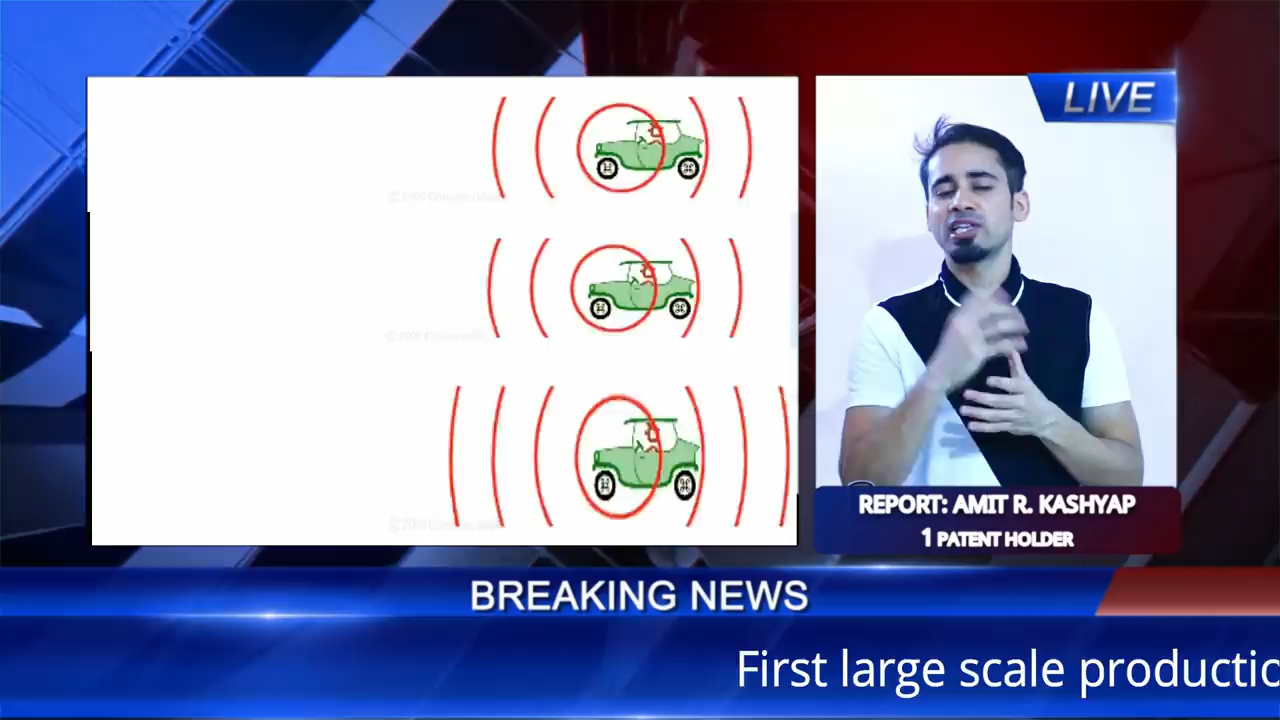 LIVE
REPORT: AMIT R. KASHYAP
1 PATENT HOLDER
BREAKING NEWS
First large scale productio